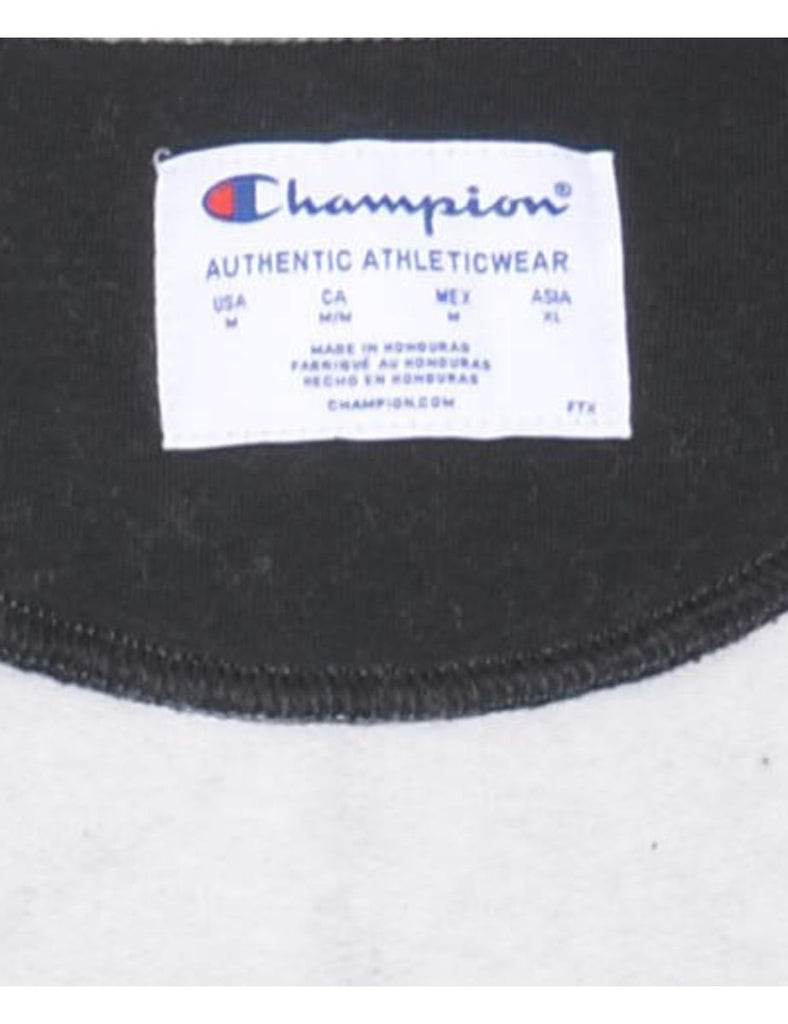 Champion®
AUTHENTIC ATHLETICWEAR
USA CA MEX ASIA
M M/M M XL
MADE IN HONDURAS
FABRIQUÉ AU HONDURAS
HECHO EN HONDURAS
CHAMPION.COM FTX